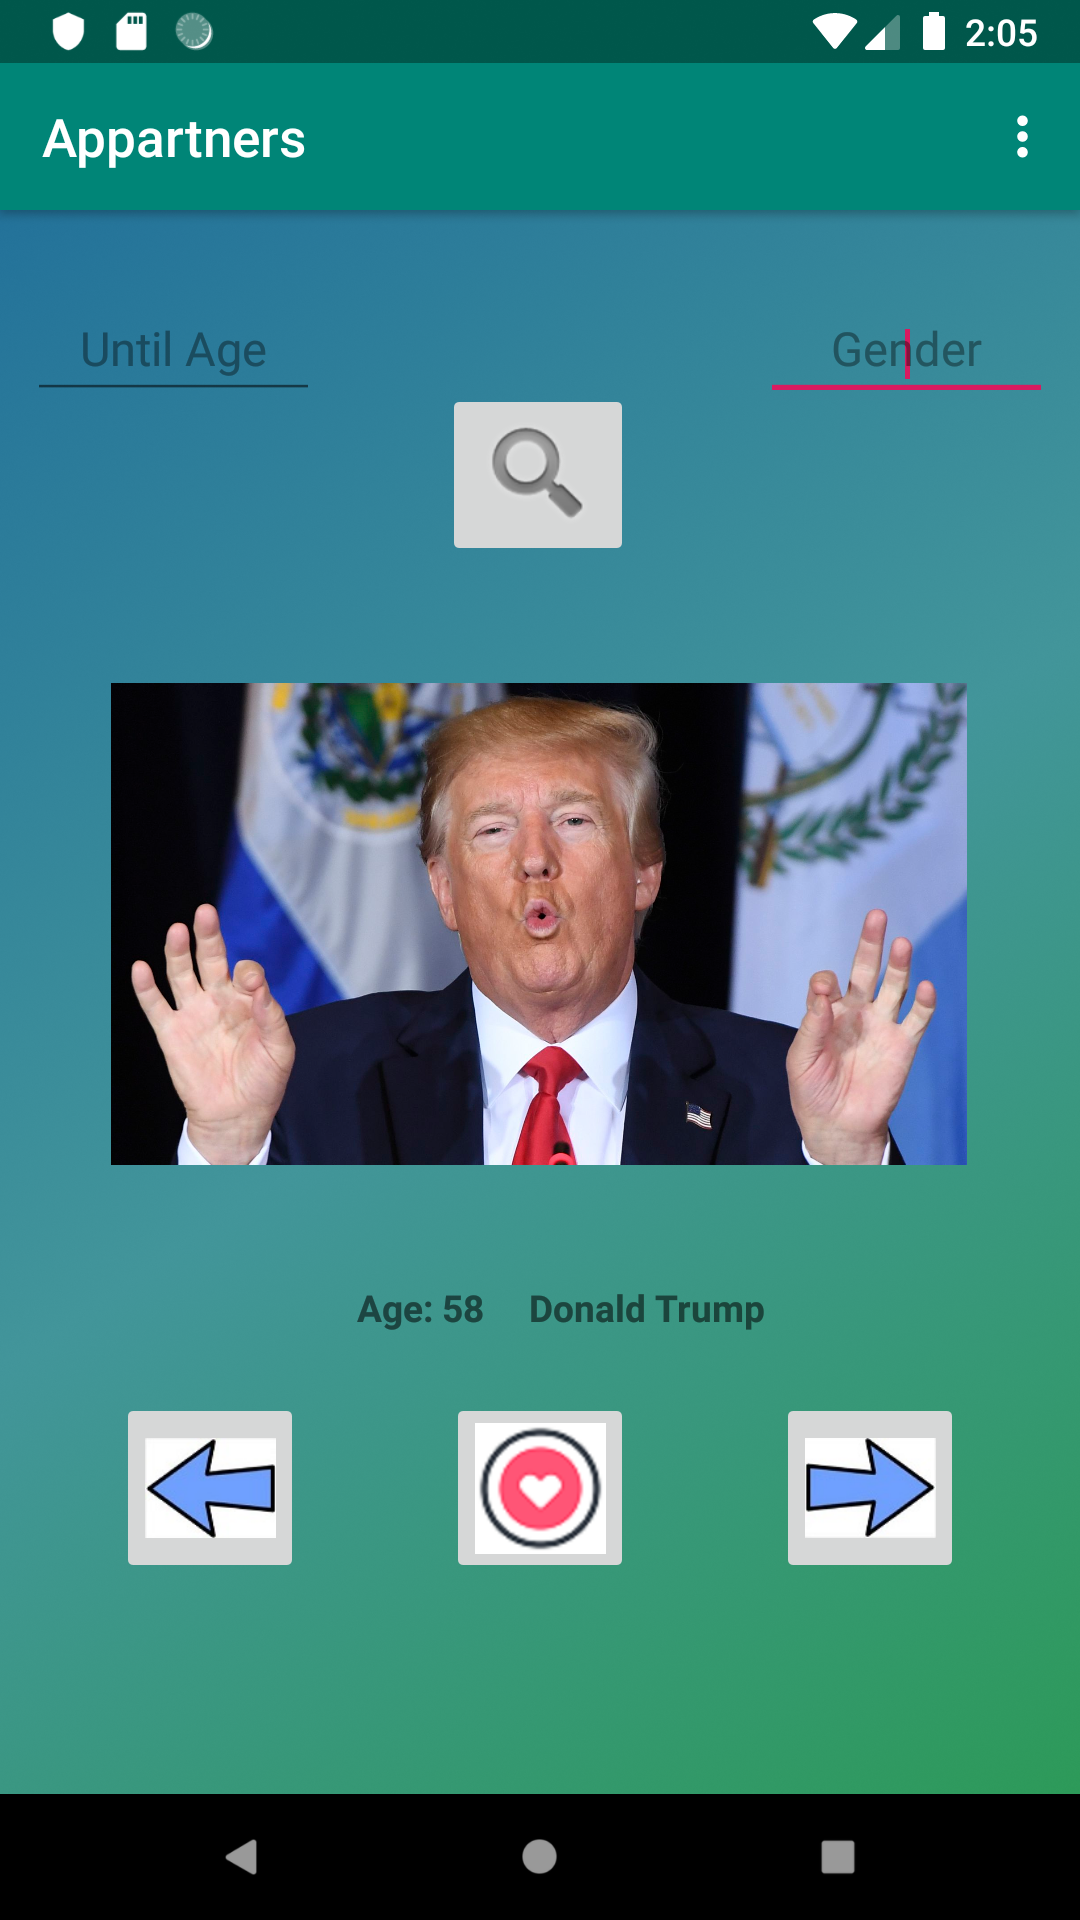 2:05
Appartners
Until Age
Gender
Age: 58 Donald Trump